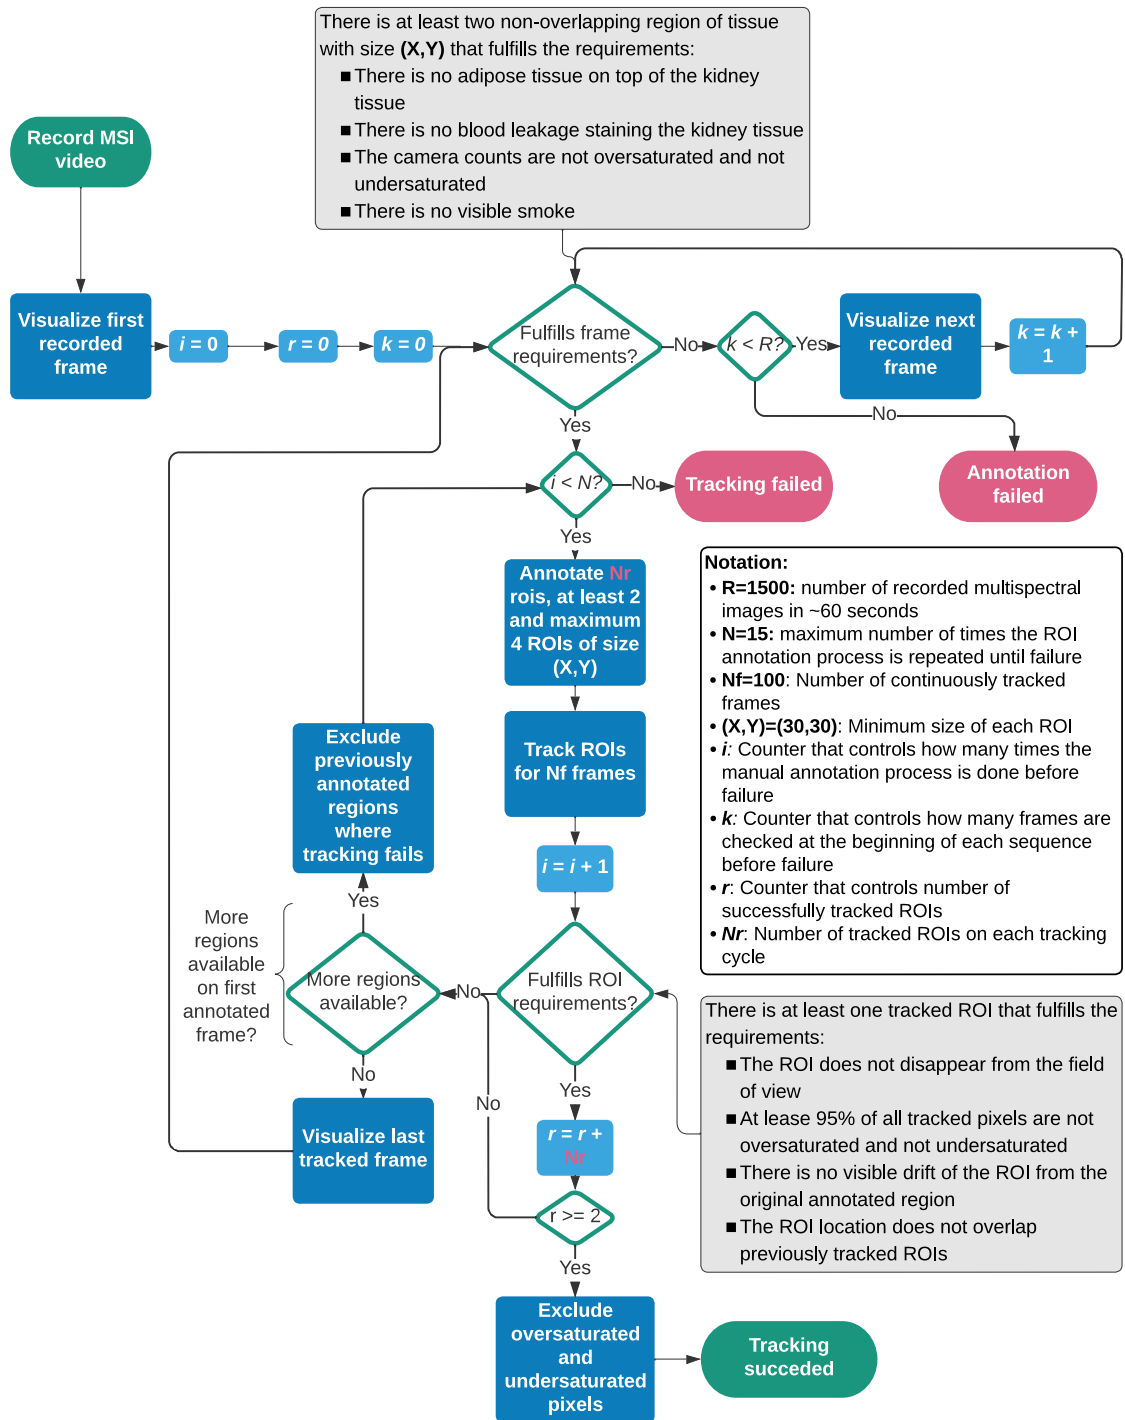 There is at least two non-overlapping region of tissue
with size (X,Y) that fulfills the requirements:
■ There is no adipose tissue on top of the kidney
tissue
■ There is no blood leakage staining the kidney tissue
■ The camera counts are not oversaturated and not
undersaturated
■ There is no visible smoke
Record MSI
video
Visualize first
recorded
frame
i = 0
r = 0
k = 0
Fulfills frame
requirements?
No
k < R?
Yes
Visualize next
recorded
frame
k = k +
1
No
Annotation
failed
Yes
i < N?
No
Tracking failed
Yes
Annotate Nr
rois, at least 2
and maximum
4 ROIs of size
(X,Y)
Track ROIs
for Nf frames
i = i + 1
Fulfills ROI
requirements?
No
More regions
available?
More
regions
available
on first
annotated
frame?
Yes
Exclude
previously
annotated
regions
where
tracking fails
No
Visualize last
tracked frame
Yes
r = r +
Nr
r >= 2
No
Yes
Exclude
oversaturated
and
undersaturated
pixels
Tracking
succeded
Notation:
• R=1500: number of recorded multispectral
images in ~60 seconds
• N=15: maximum number of times the ROI
annotation process is repeated until failure
• Nf=100: Number of continuously tracked
frames
• (X,Y)=(30,30): Minimum size of each ROI
• i: Counter that controls how many times the
manual annotation process is done before
failure
• k: Counter that controls how many frames are
checked at the beginning of each sequence
before failure
• r: Counter that controls number of
successfully tracked ROIs
• Nr: Number of tracked ROIs on each tracking
cycle
There is at least one tracked ROI that fulfills the
requirements:
■ The ROI does not disappear from the field
of view
■ At lease 95% of all tracked pixels are not
oversaturated and not undersaturated
■ There is no visible drift of the ROI from the
original annotated region
■ The ROI location does not overlap
previously tracked ROIs